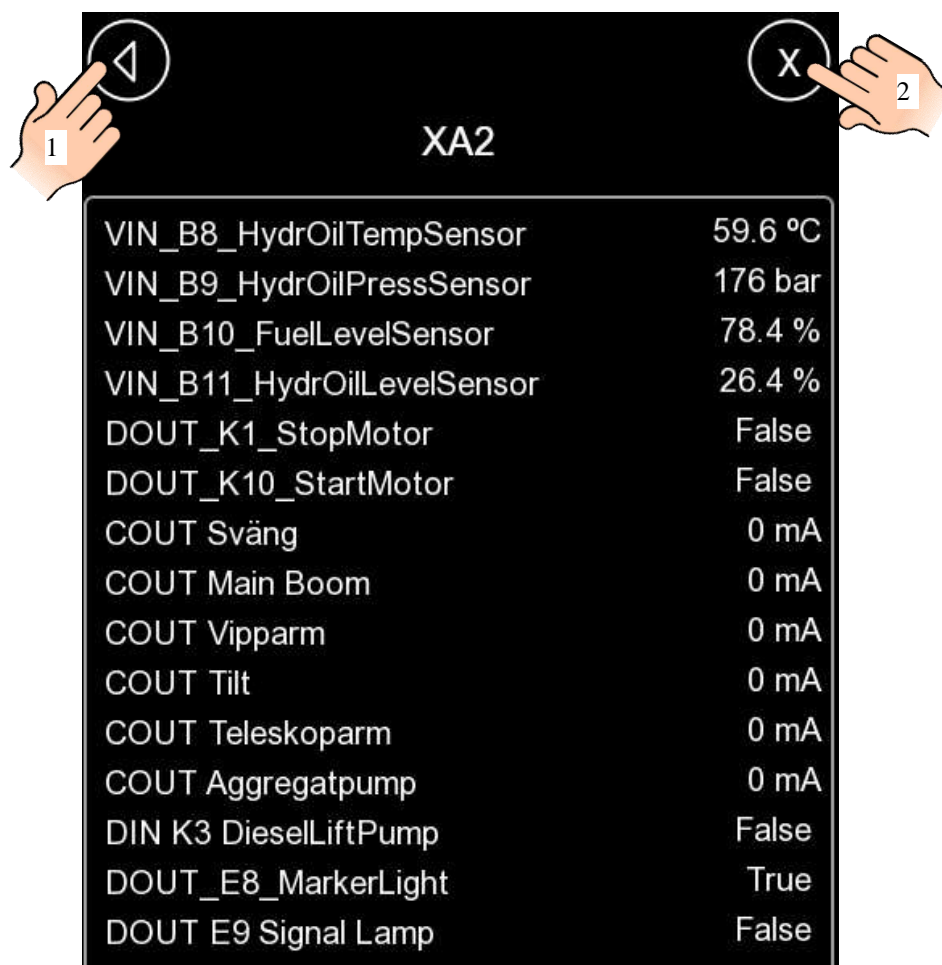 X
1
2
XA2
VIN_B8_HydrOilTempSensor 59.6 ºC
VIN_B9_HydrOilPressSensor 176 bar
VIN_B10_FuelLevelSensor 78.4 %
VIN_B11_HydrOilLevelSensor 26.4 %
DOUT_K1_StopMotor False
DOUT_K10_StartMotor False
COUT Sväng 0 mA
COUT Main Boom 0 mA
COUT Vipparm 0 mA
COUT Tilt 0 mA
COUT Teleskoparm 0 mA
COUT Aggregatpump 0 mA
DIN K3 DieselLiftPump False
DOUT_E8_MarkerLight True
DOUT E9 Signal Lamp False